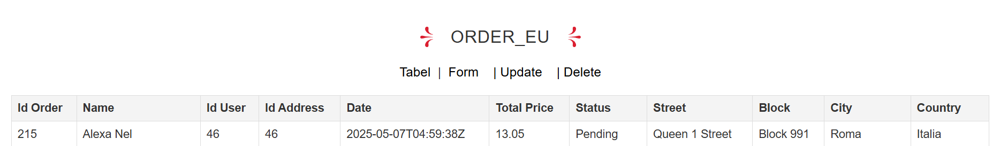 ORDER_EU
Tabel | Form | Update | Delete
Id Order Name Id User Id Address Date Total Price Status Street Block City Country
215 Alexa Nel 46 46 2025-05-07T04:59:38Z 13.05 Pending Queen 1 Street Block 991 Roma Italia